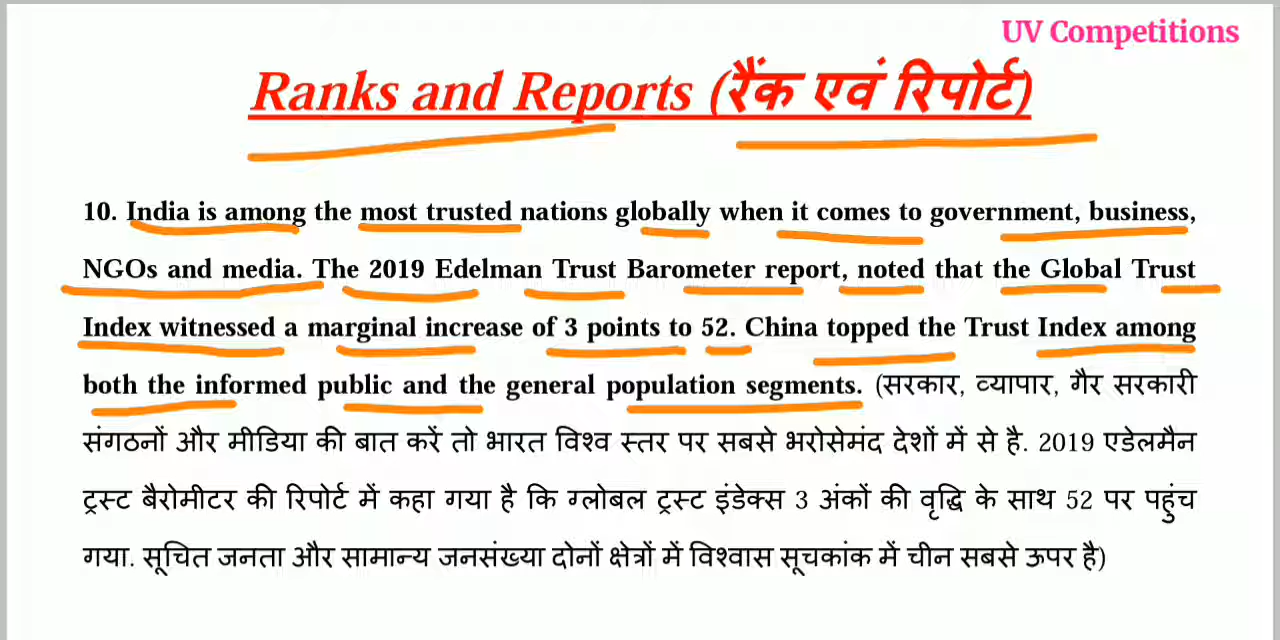 UV Competitions
Ranks and Reports (रैंक एवं रिपोर्ट)
10. India is among the most trusted nations globally when it comes to government, business,
NGOs and media. The 2019 Edelman Trust Barometer report, noted that the Global Trust
Index witnessed a marginal increase of 3 points to 52. China topped the Trust Index among
both the informed public and the general population segments. (सरकार, व्यापार, गैर सरकारी
संगठनों और मीडिया की बात करें तो भारत विश्व स्तर पर सबसे भरोसेमंद देशों में से है. 2019 एडेलमैन
ट्रस्ट बैरोमीटर की रिपोर्ट में कहा गया है कि ग्लोबल ट्रस्ट इंडेक्स 3 अंकों की वृद्धि के साथ 52 पर पहुंच
गया. सूचित जनता और सामान्य जनसंख्या दोनों क्षेत्रों में विश्वास सूचकांक में चीन सबसे ऊपर है)